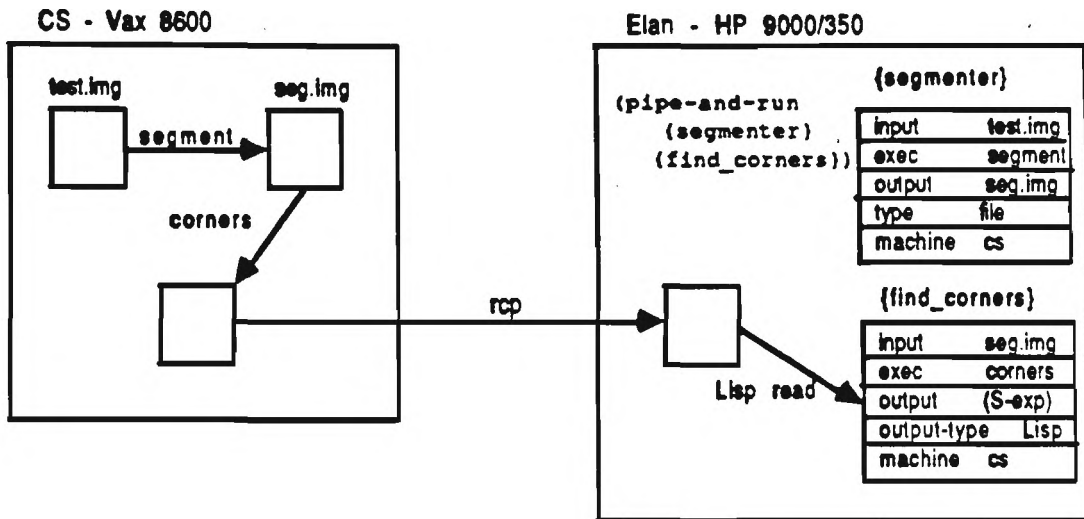 CS - Vax 8600
test.img
seg.img
segment
corners
rcp
Elan - HP 9000/350
(pipe-and-run
{segmenter}
{find_corners})
Lisp read
{segmenter}
input test.img
exec segment
output seg.img
type file
machine cs
{find_corners}
input seg.img
exec corners
output (S-exp)
output-type Lisp
machine cs